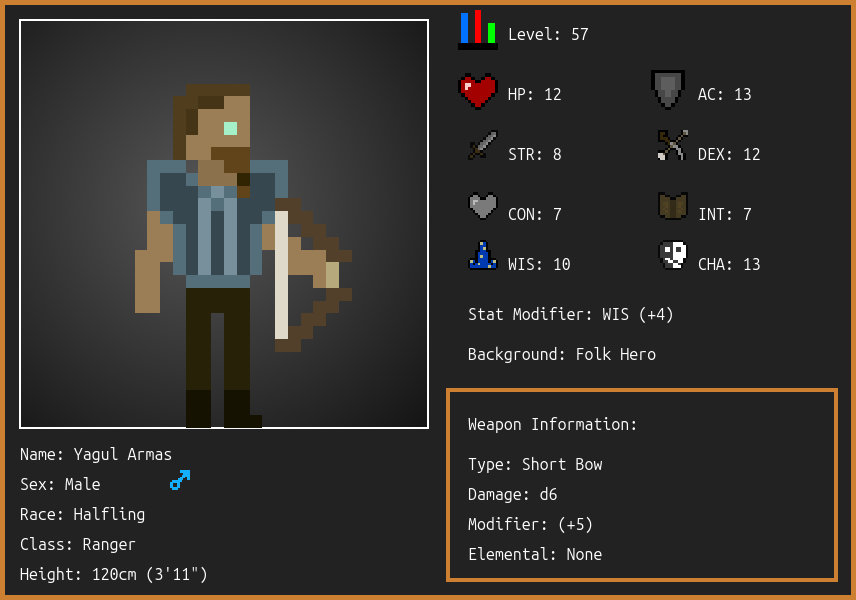 Level: 57
HP: 12
AC: 13
STR: 8
DEX: 12
CON: 7
INT: 7
WIS: 10
CHA: 13
Stat Modifier: WIS (+4)
Background: Folk Hero
Weapon Information:
Type: Short Bow
Damage: d6
Modifier: (+5)
Elemental: None
Name: Yagul Armas
Sex: Male
Race: Halfling
Class: Ranger
Height: 120cm (3'11")